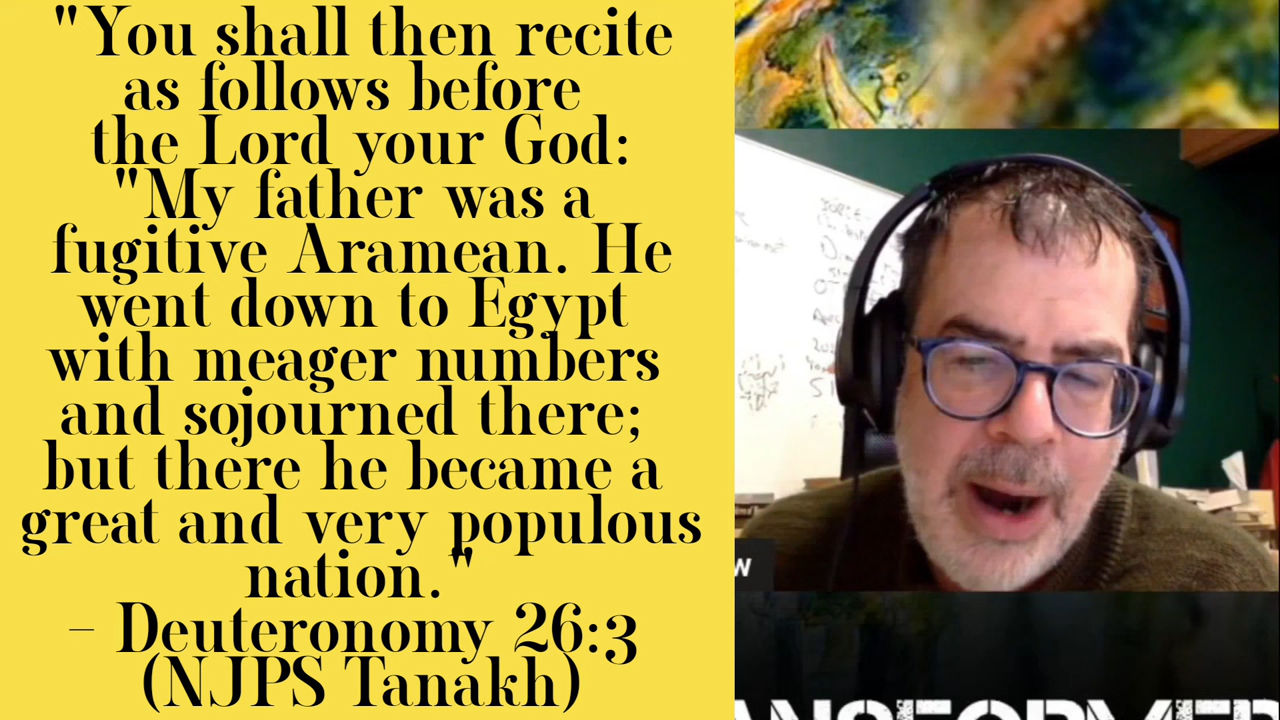 "You shall then recite
as follows before
the Lord your God:
"My father was a
fugitive Aramean. He
went down to Egypt
with meager numbers
and sojourned there;
but there he became a
great and very populous
nation."
– Deuteronomy 26:3
(NJPS Tanakh)
W